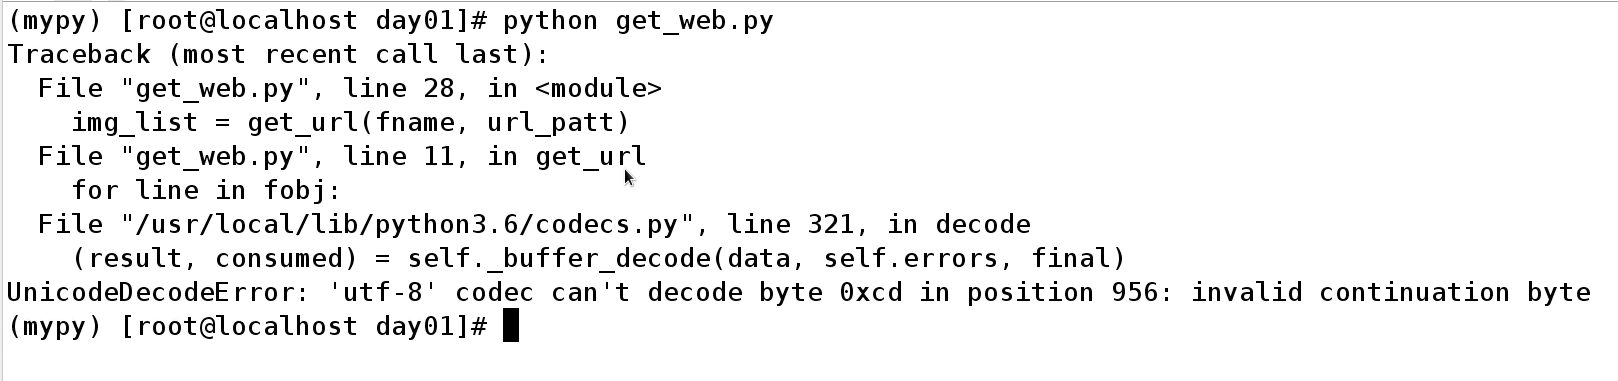 (mypy) [root@localhost day01]# python get_web.py
Traceback (most recent call last):
  File "get_web.py", line 28, in <module>
    img_list = get_url(fname, url_patt)
  File "get_web.py", line 11, in get_url
    for line in fobj:
  File "/usr/local/lib/python3.6/codecs.py", line 321, in decode
    (result, consumed) = self._buffer_decode(data, self.errors, final)
UnicodeDecodeError: 'utf-8' codec can't decode byte 0xcd in position 956: invalid continuation byte
(mypy) [root@localhost day01]#